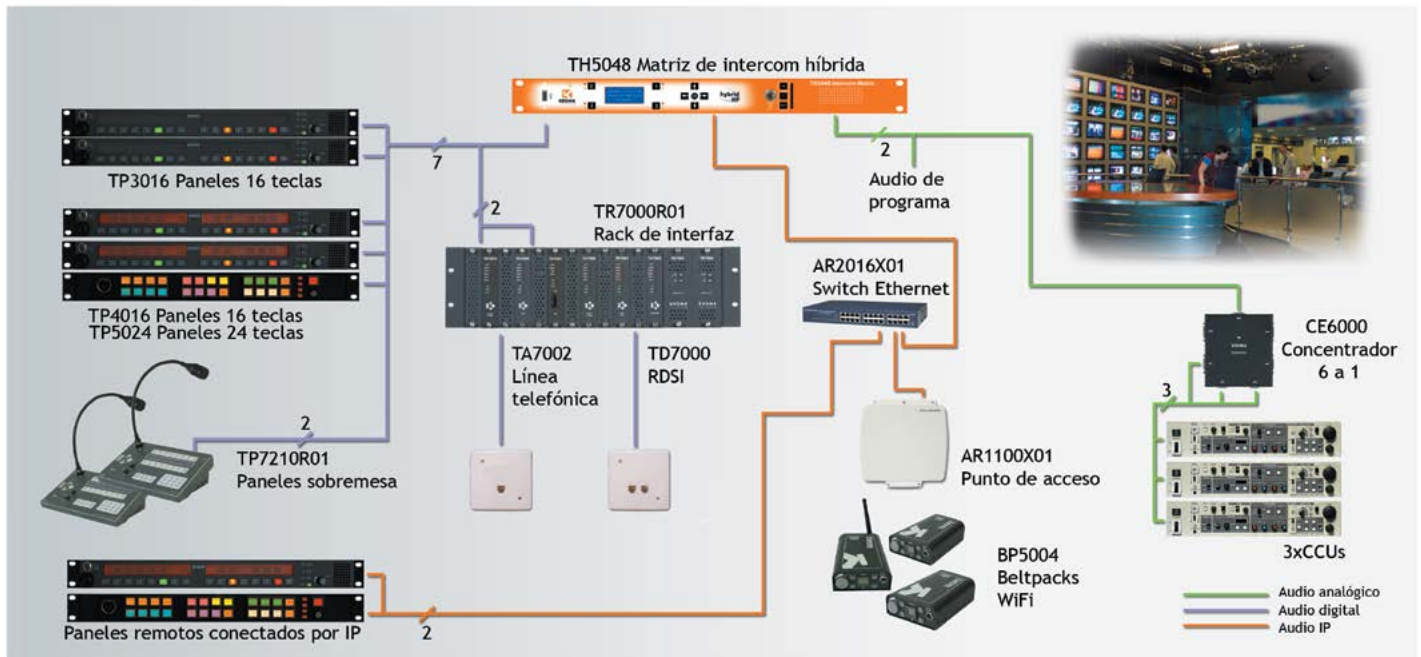 TH5048 Matriz de intercom híbrida
TP3016 Paneles 16 teclas
7
2
Audio de
programa
2
TR7000R01
Rack de interfaz
TP4016 Paneles 16 teclas
TP5024 Paneles 24 teclas
AR2016X01
Switch Ethernet
CE6000
Concentrador
6 a 1
TA7002
Línea
telefónica
TD7000
RDSI
3
2
TP7210R01
Paneles sobremesa
AR1100X01
Punto de acceso
BP5004
Beltpacks
WiFi
3xCCUs
Paneles remotos conectados por IP
2
Audio analógico
Audio digital
Audio IP